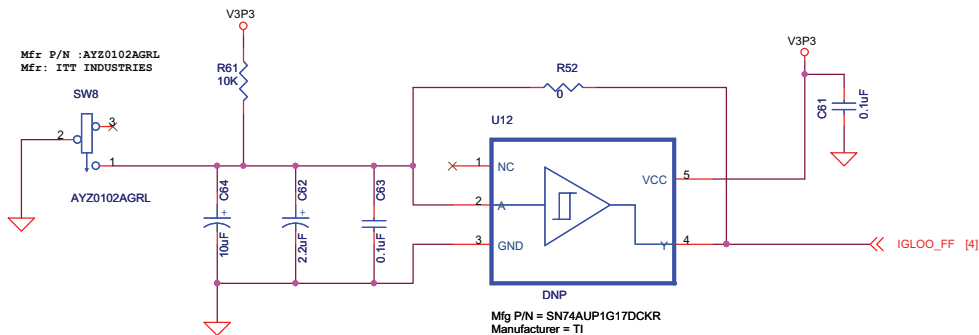 V3P3
Mfr P/N :AYZ0102AGRL
Mfr: ITT INDUSTRIES
SW8
3
2
1
AYZ0102AGRL
R61
10K
R52
0
V3P3
C61
0.1uF
U12
1
NC
VCC
5
2
A
3
GND
Y
4
C64
+
10uF
C62
+
2.2uF
C63
0.1uF
IGLOO_FF [4]
DNP
Mfg P/N = SN74AUP1G17DCKR
Manufacturer = TI